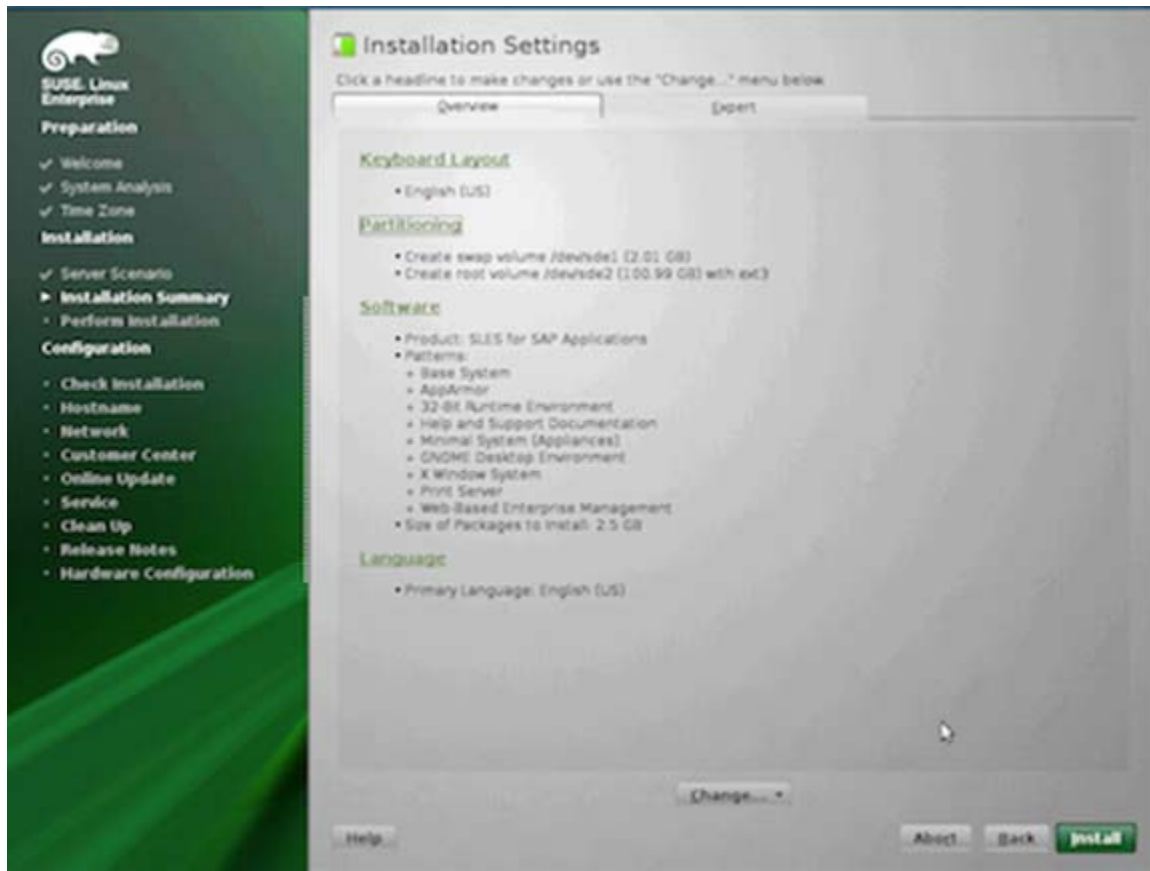 SUSE. Linux
Enterprise
Preparation
Welcome
System Analysis
Time Zone
Installation
Server Scenario
Installation Summary
Perform Installation
Configuration
Check Installation
Hostname
Network
Customer Center
Online Update
Service
Clean Up
Release Notes
Hardware Configuration
Installation Settings
Click a headline to make changes or use the "Change..." menu below.
Overview
Expert
Keyboard Layout
• English (US)
Partitioning
• Create swap volume /dev/sde1 (2.01 GB)
• Create root volume /dev/sde2 (100.99 GB) with ext3
Software
• Product: SLES for SAP Applications
• Patterns:
+ Base System
+ AppArmor
+ 32-Bit Runtime Environment
+ Help and Support Documentation
+ Minimal System (Appliances)
+ GNOME Desktop Environment
+ X Window System
+ Print Server
+ Web-Based Enterprise Management
• Size of Packages to Install: 2.5 GB
Language
• Primary Language: English (US)
Change...
Help
Abort
Back
Install